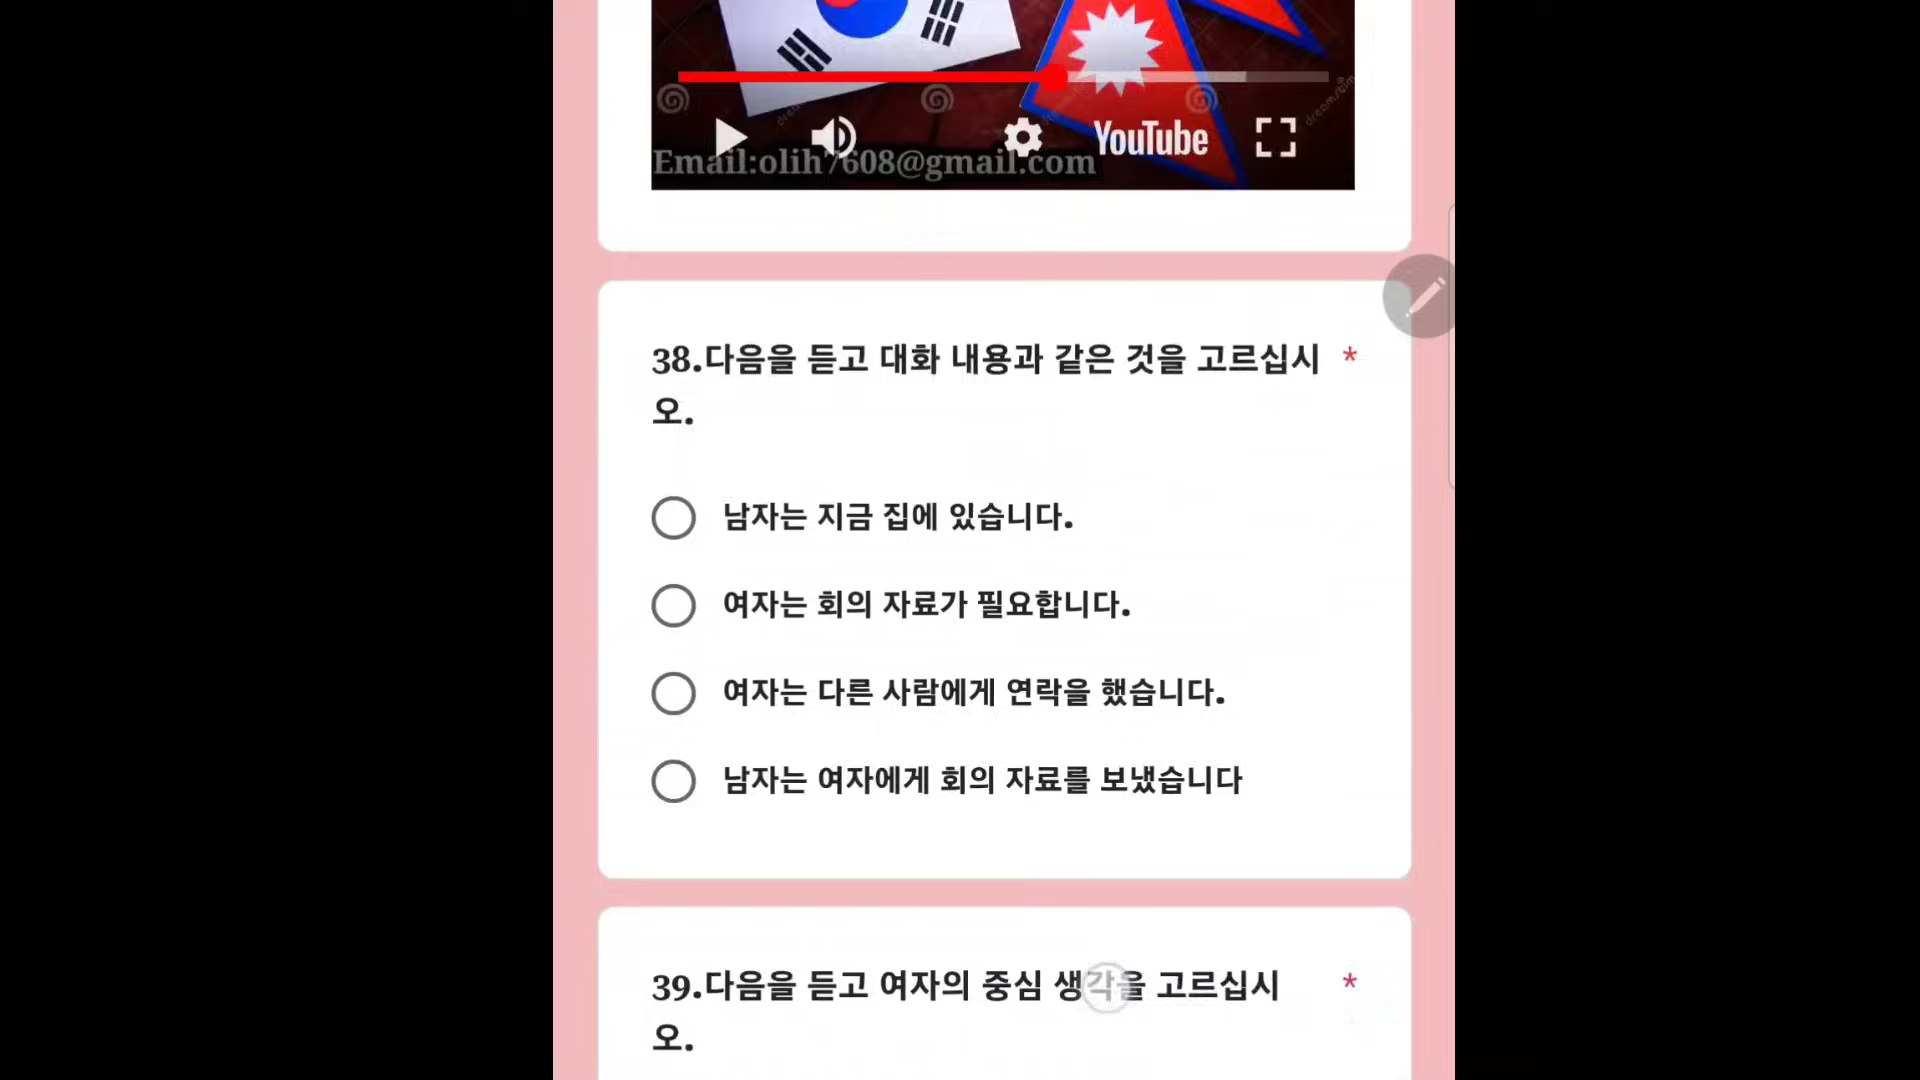 YouTube
Email:olih7608@gmail.com
38.다음을 듣고 대화 내용과 같은 것을 고르십시 *
오.
남자는 지금 집에 있습니다.
여자는 회의 자료가 필요합니다.
여자는 다른 사람에게 연락을 했습니다.
남자는 여자에게 회의 자료를 보냈습니다
39.다음을 듣고 여자의 중심 생각을 고르십시 *
오.